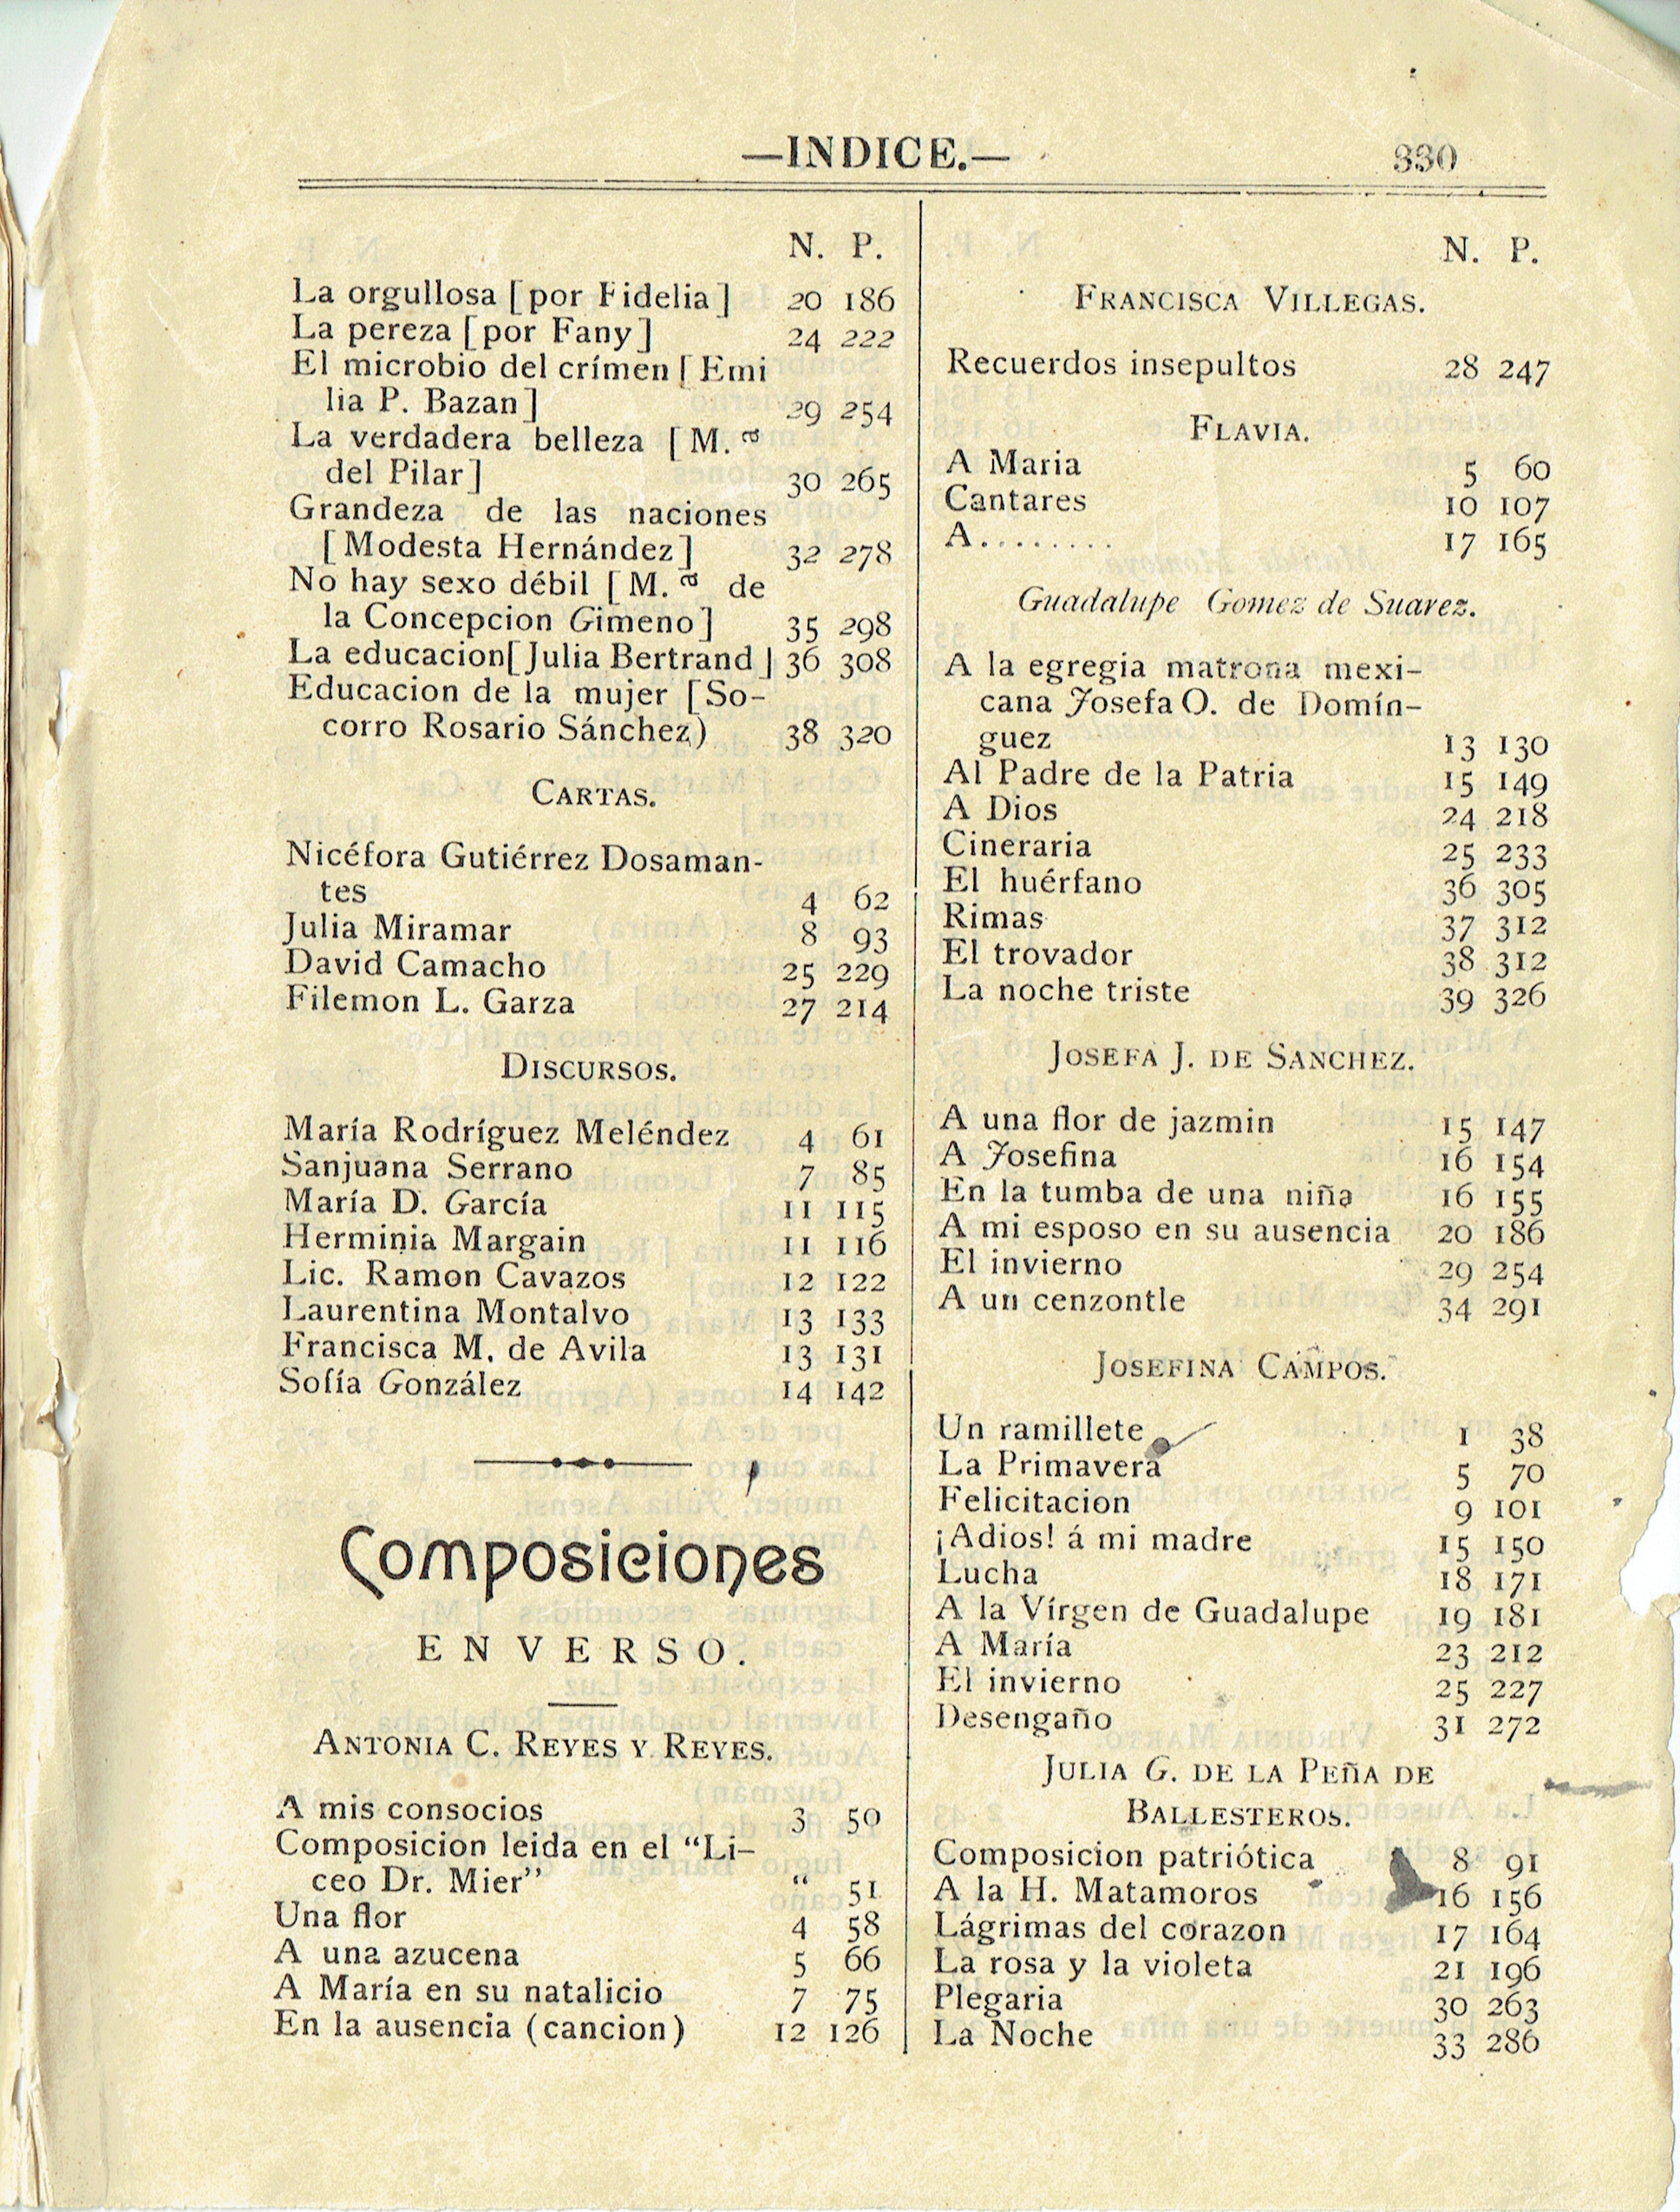 —INDICE.— 330
N. P.
La orgullosa [por Fidelia] 20 186
La pereza [por Fany] 24 222
El microbio del crímen [Emi
lia P. Bazan] 29 254
La verdadera belleza [M.ª
del Pilar] 30 265
Grandeza de las naciones
[Modesta Hernández] 32 278
No hay sexo débil [M.ª de
la Concepcion Gimeno] 35 298
La educacion[Julia Bertrand] 36 308
Educacion de la mujer [So-
corro Rosario Sánchez) 38 320
CARTAS.
Nicéfora Gutiérrez Dosaman-
tes 4 62
Julia Miramar 8 93
David Camacho 25 229
Filemon L. Garza 27 214
DISCURSOS.
María Rodríguez Meléndez 4 61
Sanjuana Serrano 7 85
María D. García 11 115
Herminia Margain 11 116
Lic. Ramon Cavazos 12 122
Laurentina Montalvo 13 133
Francisca M. de Avila 13 131
Sofía González 14 142
Composiciones
EN VERSO.
ANTONIA C. REYES Y REYES.
A mis consocios 3 50
Composicion leida en el “Li-
ceo Dr. Mier” “ 51
Una flor 4 58
A una azucena 5 66
A María en su natalicio 7 75
En la ausencia (cancion) 12 126
N. P.
FRANCISCA VILLEGAS.
Recuerdos insepultos 28 247
FLAVIA.
A Maria 5 60
Cantares 10 107
A......... 17 165
Guadalupe Gomez de Suarez.
A la egregia matrona mexi-
cana Josefa O. de Domín-
guez 13 130
Al Padre de la Patria 15 149
A Dios 24 218
Cineraria 25 233
El huérfano 36 305
Rimas 37 312
El trovador 38 312
La noche triste 39 326
JOSEFA J. DE SANCHEZ.
A una flor de jazmin 15 147
A Josefina 16 154
En la tumba de una niña 16 155
A mi esposo en su ausencia 20 186
El invierno 29 254
A un cenzontle 34 291
JOSEFINA CAMPOS.
Un ramillete 1 38
La Primavera 5 70
Felicitacion 9 101
¡Adios! á mi madre 15 150
Lucha 18 171
A la Vírgen de Guadalupe 19 181
A María 23 212
El invierno 25 227
Desengaño 31 272
JULIA G. DE LA PEÑA DE
BALLESTEROS.
Composicion patriótica 8 91
A la H. Matamoros 16 156
Lágrimas del corazon 17 164
La rosa y la violeta 21 196
Plegaria 30 263
La Noche 33 286